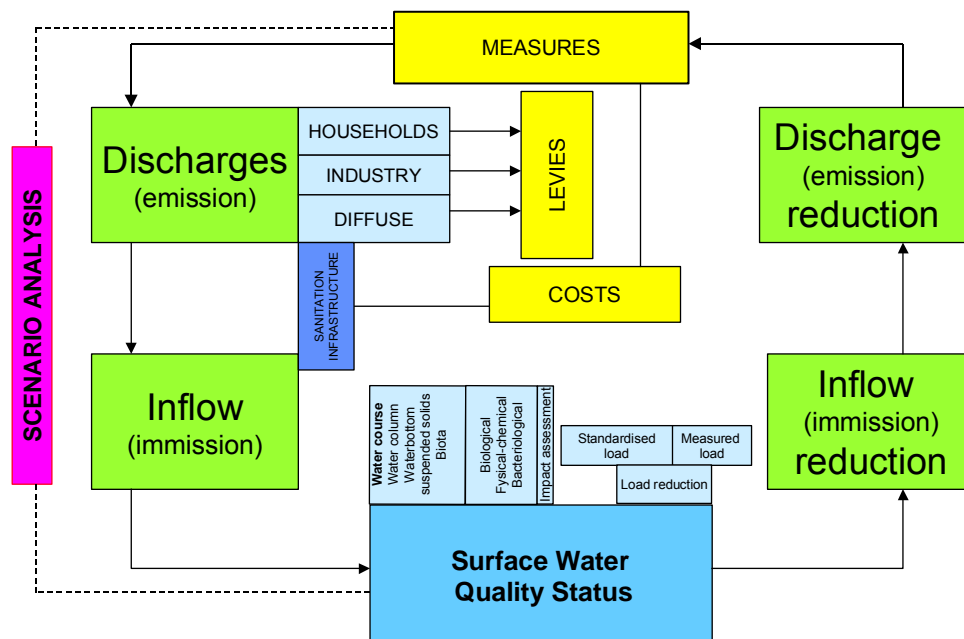 MEASURES
Discharges
(emission)
HOUSEHOLDS
INDUSTRY
DIFFUSE
LEVIES
Discharge
(emission)
reduction
SCENARIO ANALYSIS
SANITATION
INFRASTRUCTURE
COSTS
Inflow
(immission)
Water course
Water column
Waterbottom
suspended solids
Biota
Biological
Fysical-chemical
Bacteriological
Impact assessment
Standardised
load
Measured
load
Load reduction
Inflow
(immission)
reduction
Surface Water
Quality Status